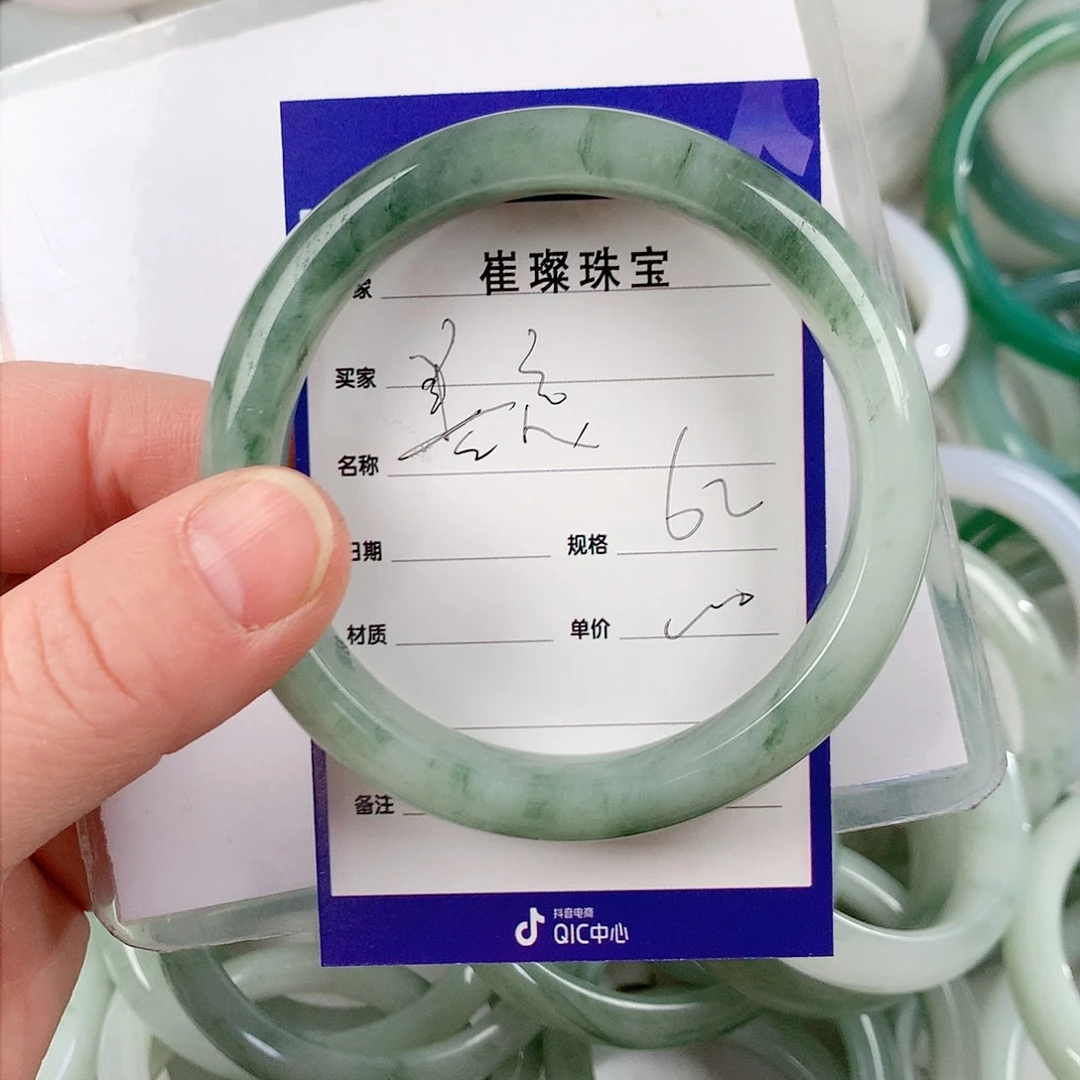 家 崔璨珠宝
买家
名称
日期 规格 62
材质 单价
备注
抖音电商
QIC中心